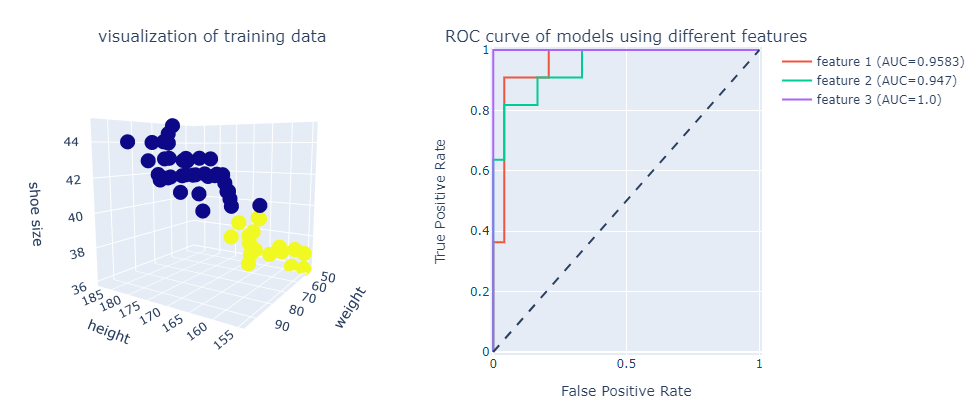 visualization of training data
44
42
40
38
36
shoe size
185
180
175
170
165
160
155
height
50
60
70
80
90
weight
ROC curve of models using different features
1
0.8
0.6
0.4
0.2
0
True Positive Rate
0
0.5
1
False Positive Rate
feature 1 (AUC=0.9583)
feature 2 (AUC=0.947)
feature 3 (AUC=1.0)